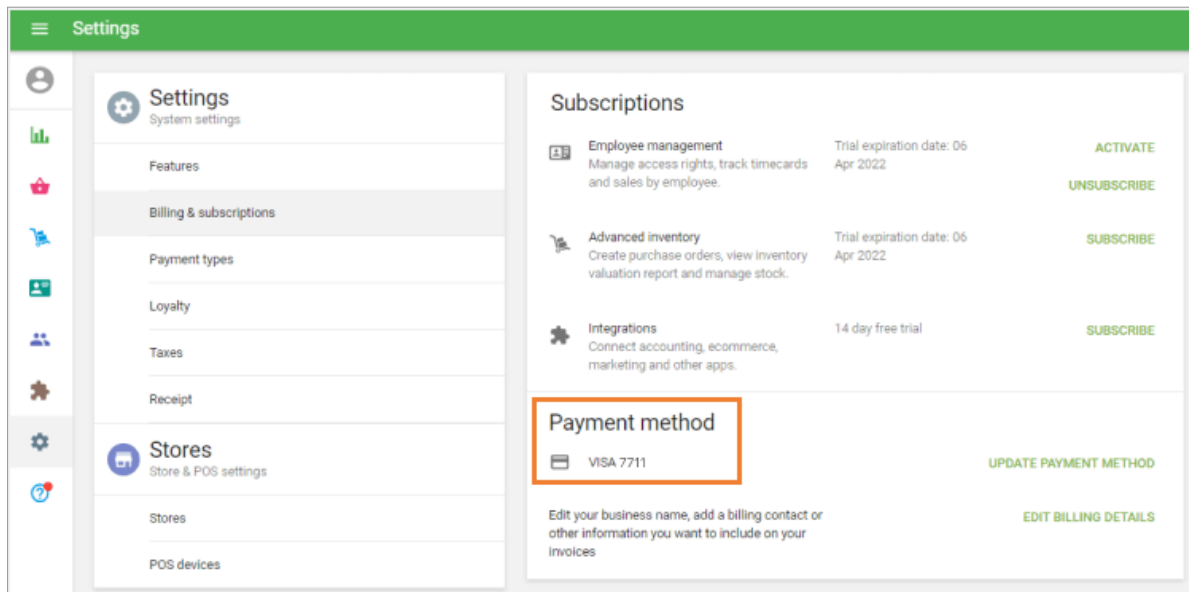 Settings
Settings
System settings
Features
Billing & subscriptions
Payment types
Loyalty
Taxes
Receipt
Stores
Store & POS settings
Stores
POS devices
Subscriptions
Employee management
Manage access rights, track timecards
and sales by employee.
Trial expiration date: 06
Apr 2022
ACTIVATE
UNSUBSCRIBE
Advanced inventory
Create purchase orders, view inventory
valuation report and manage stock.
Trial expiration date: 06
Apr 2022
SUBSCRIBE
Integrations
Connect accounting, ecommerce,
marketing and other apps.
14 day free trial
SUBSCRIBE
Payment method
VISA 7711
UPDATE PAYMENT METHOD
Edit your business name, add a billing contact or
other information you want to include on your
invoices
EDIT BILLING DETAILS